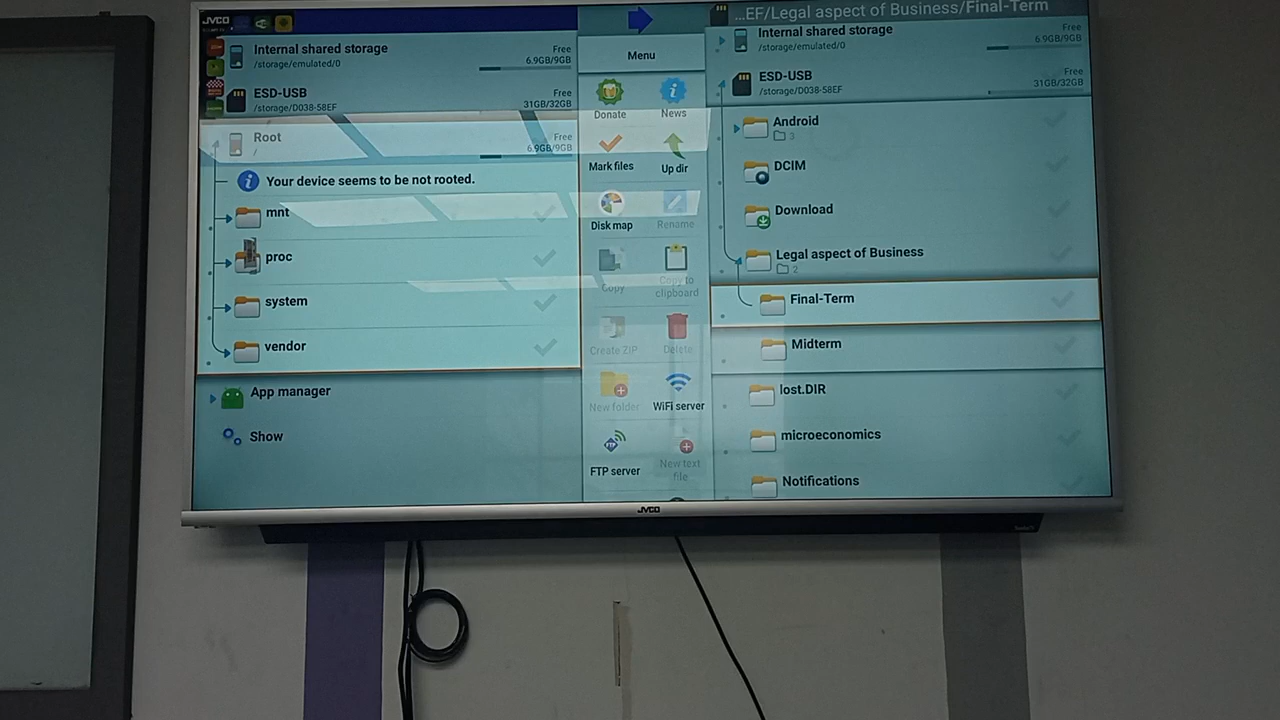 JVCO
Internal shared storage
/storage/emulated/0
Free
6.9GB/9GB
ESD-USB
/storage/D038-58EF
Free
31GB/32GB
Root
/
Free
6.9GB/9GB
Your device seems to be not rooted.
mnt
proc
system
vendor
App manager
Show
Menu
Donate
News
Mark files
Up dir
Disk map
Rename
Copy
Copy to
clipboard
Create ZIP
Delete
New folder
WiFi server
FTP
FTP server
New text
file
...EF/Legal aspect of Business/Final-Term
Internal shared storage
/storage/emulated/0
Free
6.9GB/9GB
ESD-USB
/storage/D038-58EF
Free
31GB/32GB
Android
3
DCIM
Download
Legal aspect of Business
2
Final-Term
Midterm
lost.DIR
microeconomics
Notifications
JVCO